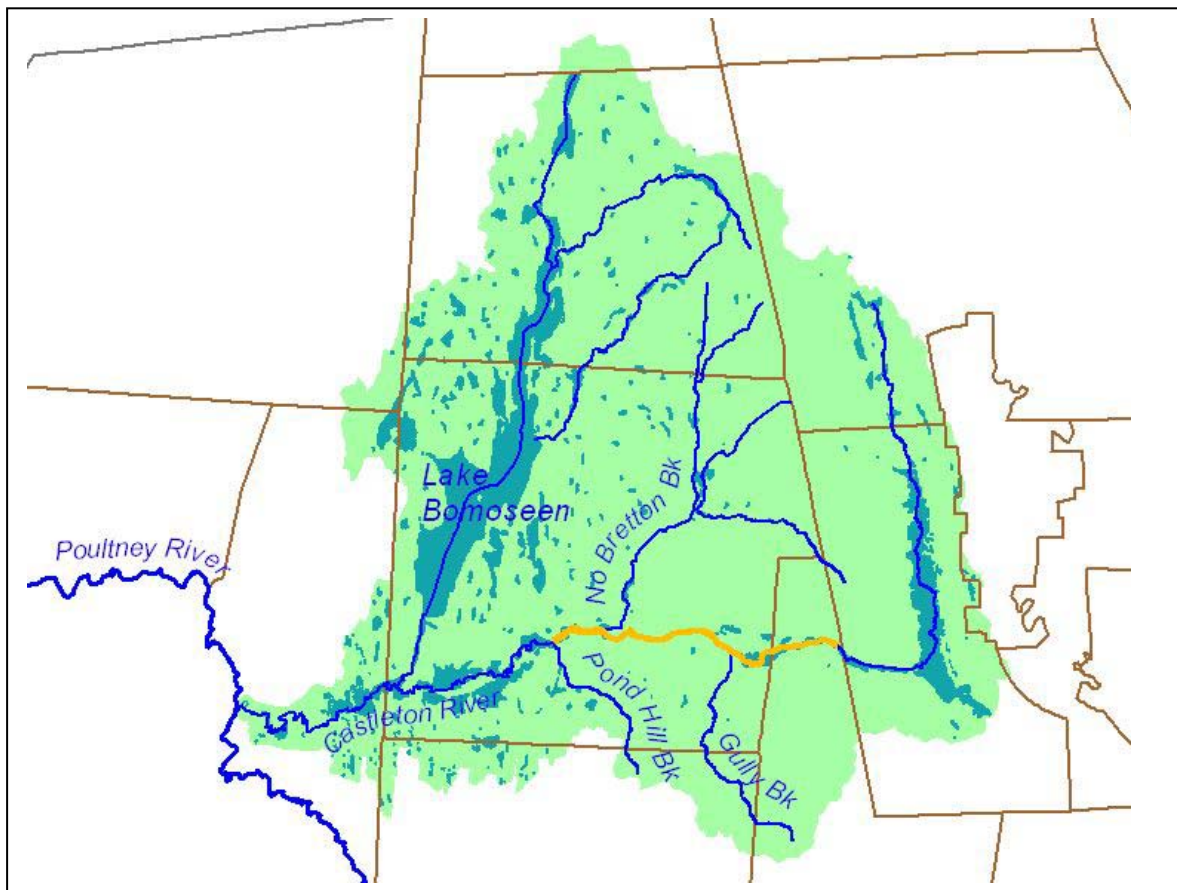 Lake
Bomoseen
No Bretton Bk
Poultney River
Pond Hill Bk
Castleton River
Gully Bk